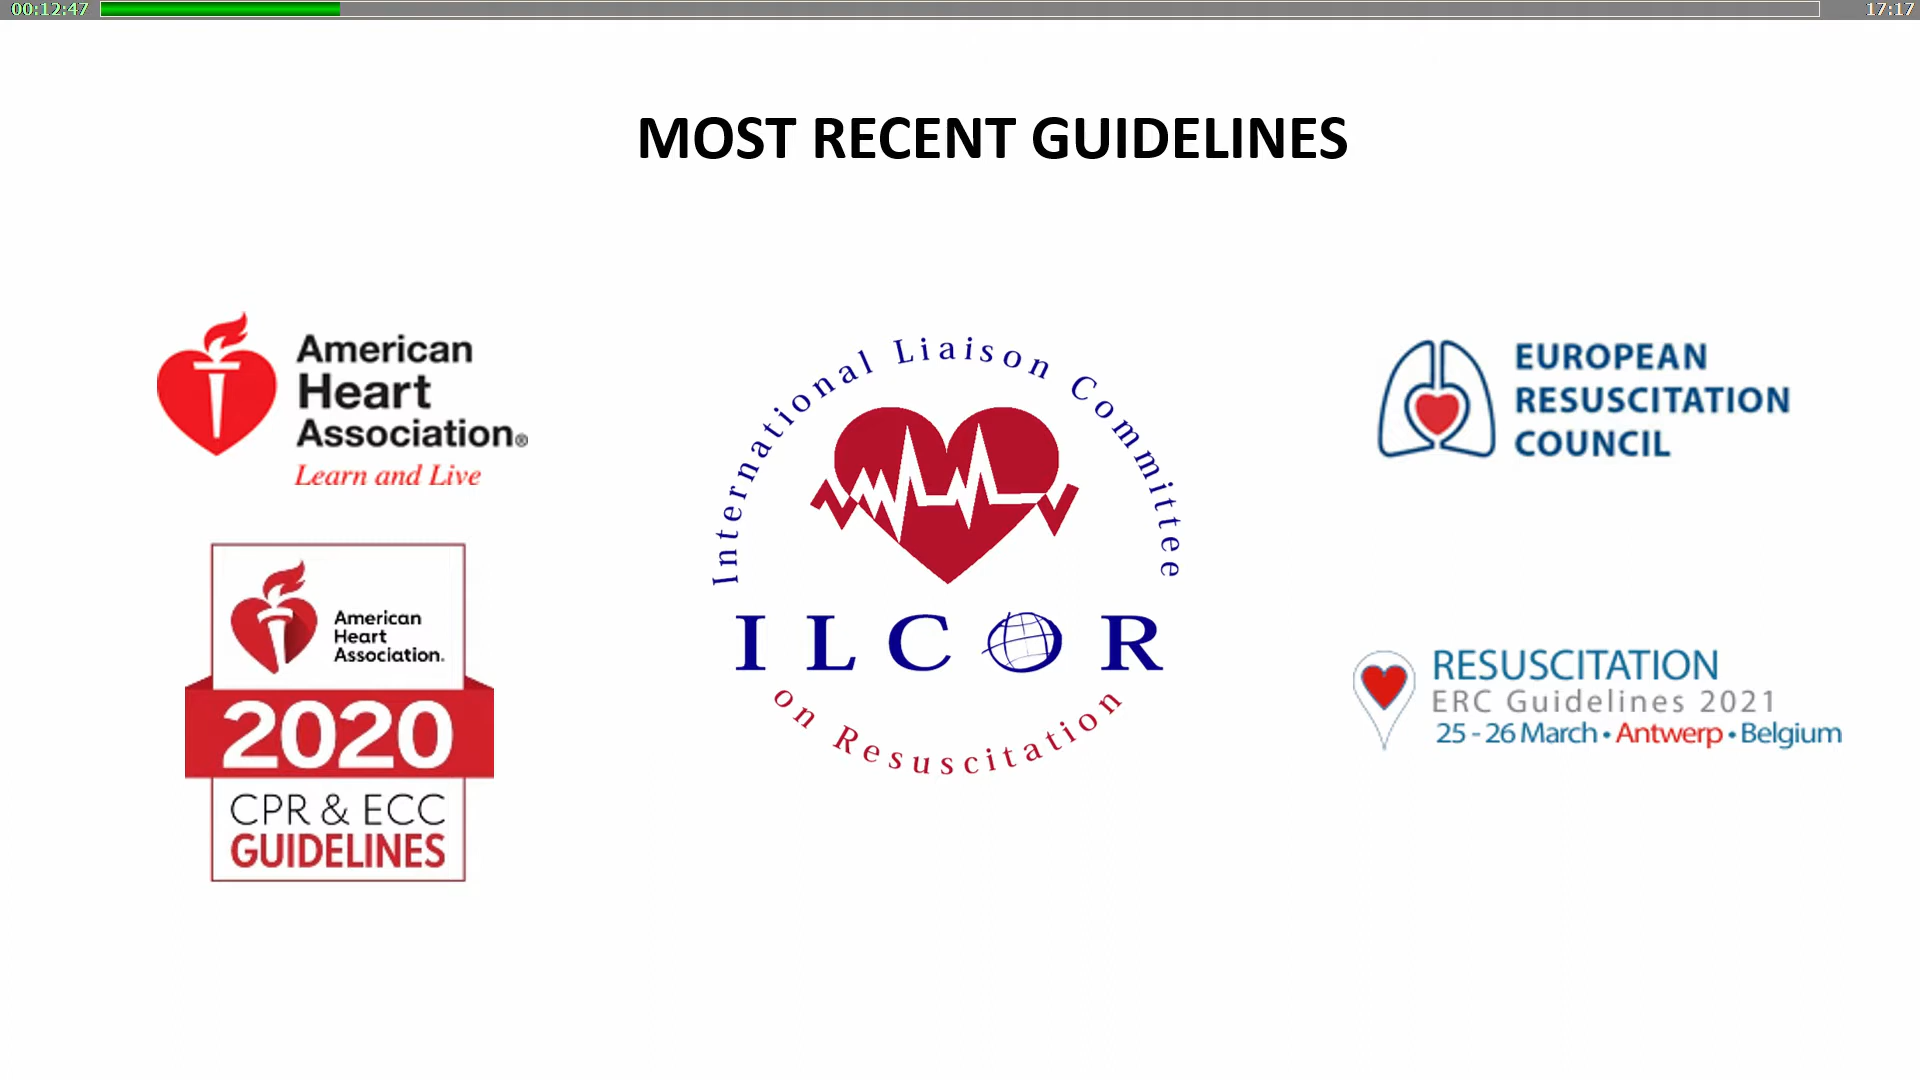 00:12:47
17:17
MOST RECENT GUIDELINES
American
Heart
Association®
Learn and Live
American
Heart
Association.
2020
CPR & ECC
GUIDELINES
International Liaison Committee
ILCOR
on Resuscitation
EUROPEAN
RESUSCITATION
COUNCIL
RESUSCITATION
ERC Guidelines 2021
25 - 26 March • Antwerp • Belgium